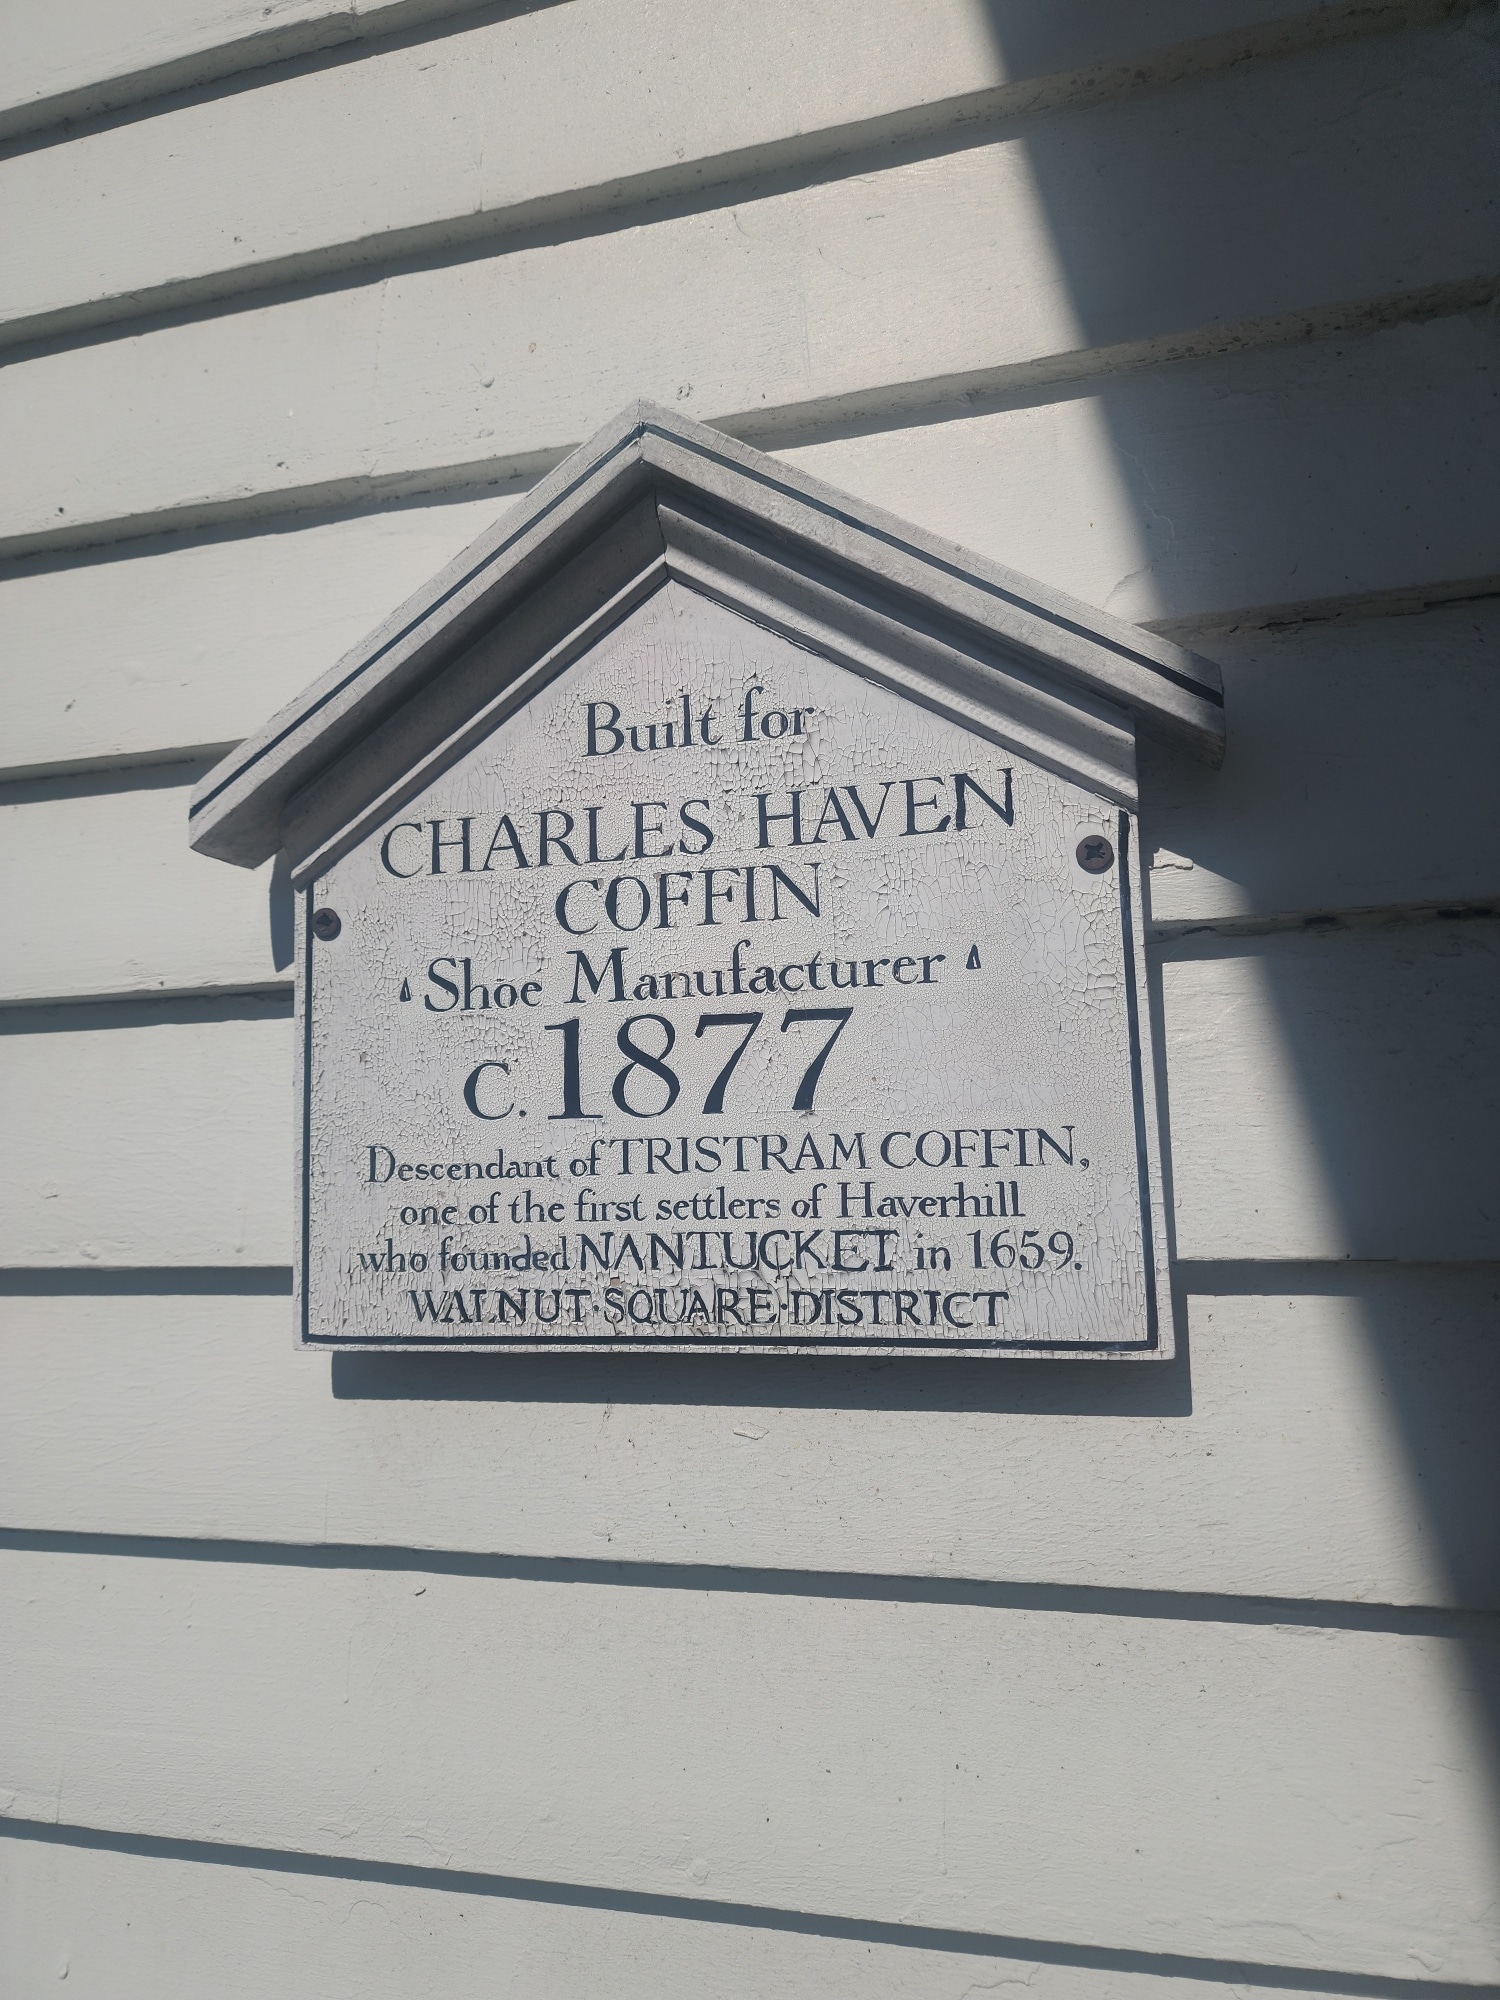 Built for
CHARLES HAVEN
COFFIN
Shoe Manufacturer
C. 1877
Descendant of TRISTRAM COFFIN,
one of the first settlers of Haverhill
who founded NANTUCKET in 1659.
WALNUT·SQUARE·DISTRICT